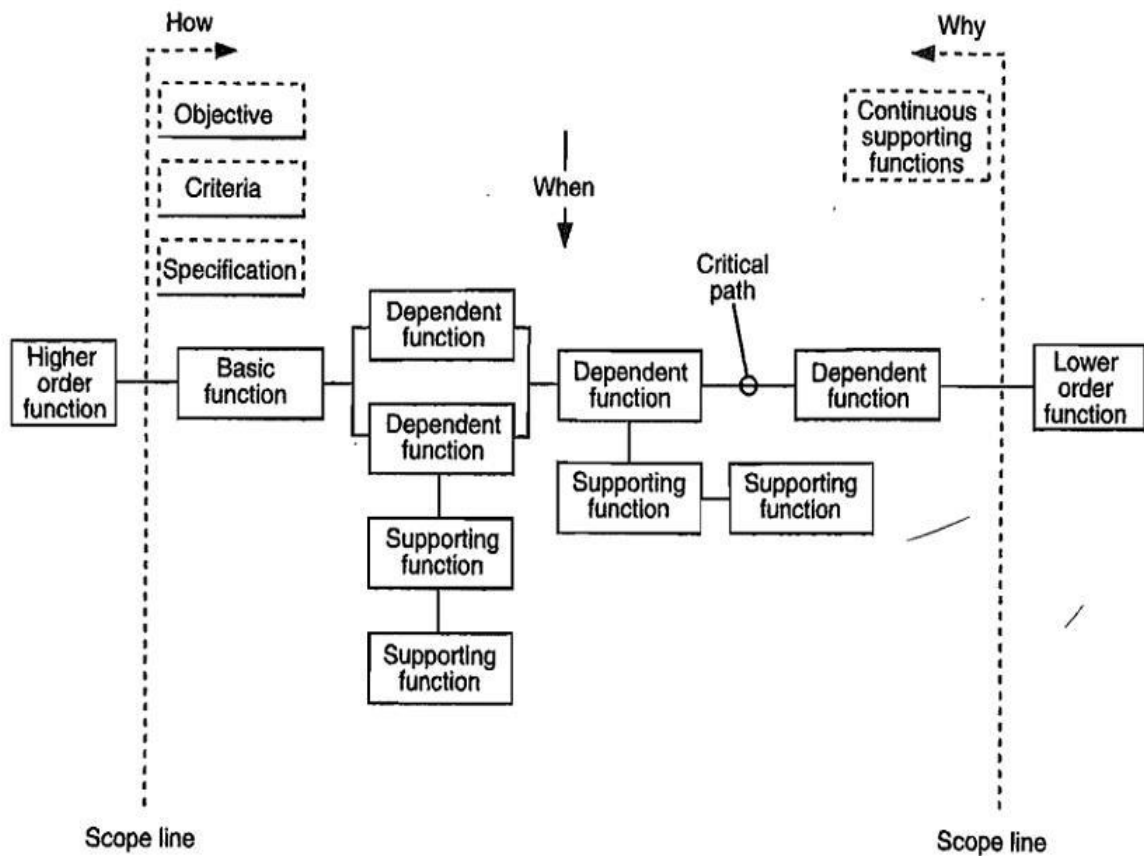 How
Why
Objective
Continuous
supporting
functions
When
Criteria
Specification
Critical
path
Dependent
function
Higher
order
function
Basic
function
Dependent
function
Dependent
function
Dependent
function
Lower
order
function
Supporting
function
Supporting
function
Supporting
function
Supporting
function
Scope line
Scope line